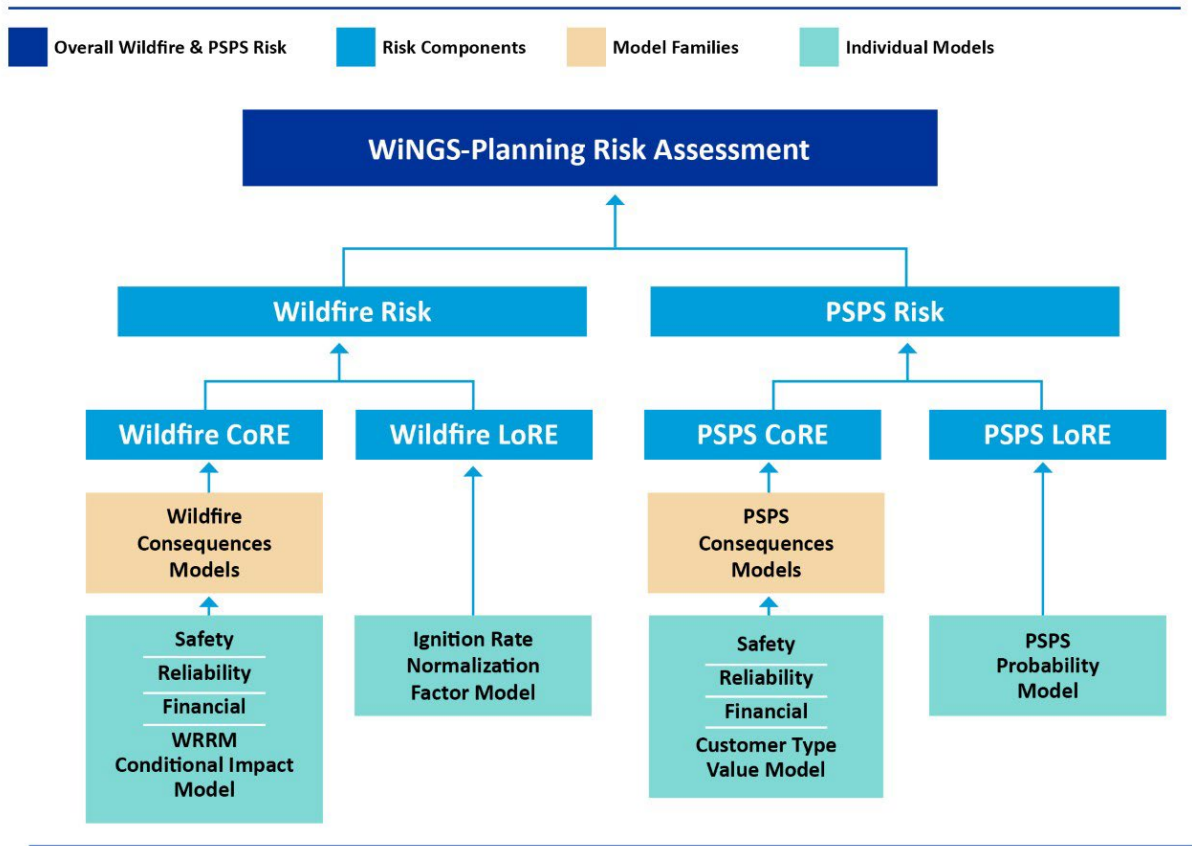 Overall Wildfire & PSPS Risk
Risk Components
Model Families
Individual Models
WiNGS-Planning Risk Assessment
Wildfire Risk
PSPS Risk
Wildfire CoRE
Wildfire LoRE
PSPS CoRE
PSPS LoRE
Wildfire
Consequences
Models
PSPS
Consequences
Models
Safety
Reliability
Financial
WRRM
Conditional Impact
Model
Ignition Rate
Normalization
Factor Model
Safety
Reliability
Financial
Customer Type
Value Model
PSPS
Probability
Model